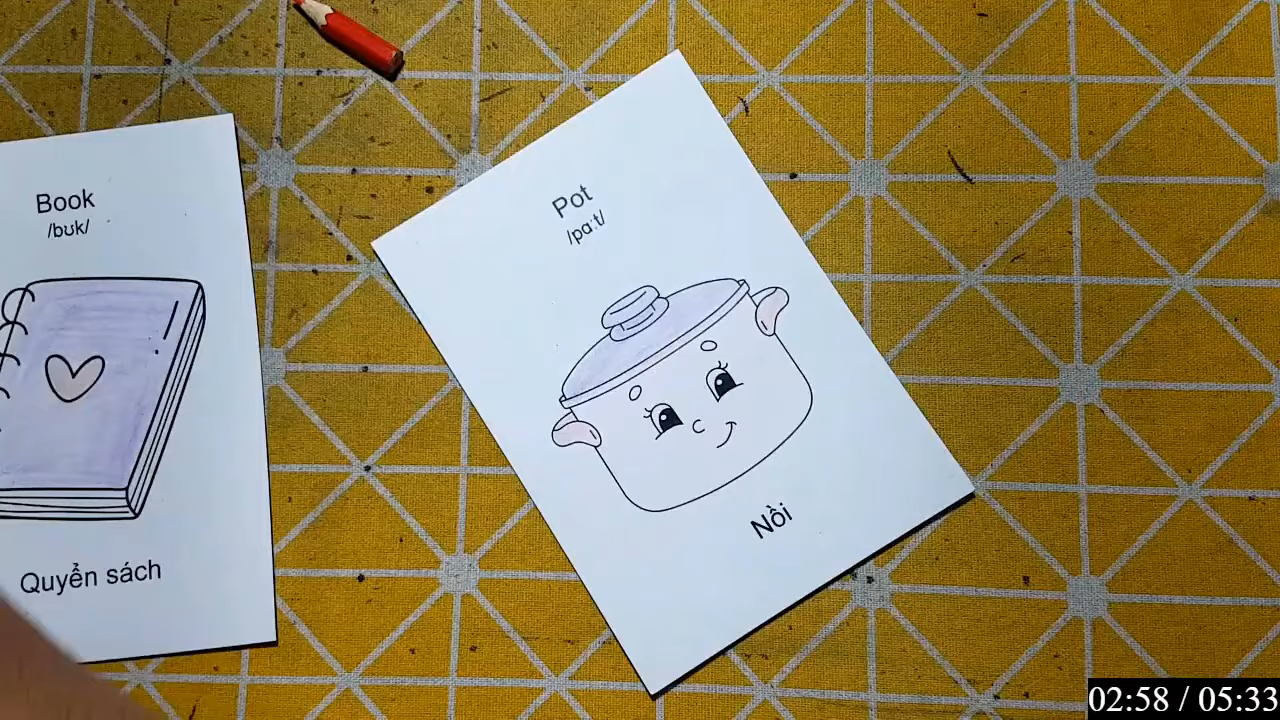 Book
/bʊk/
Quyển sách
Pot
/pɑːt/
Nồi
02:58 / 05:33